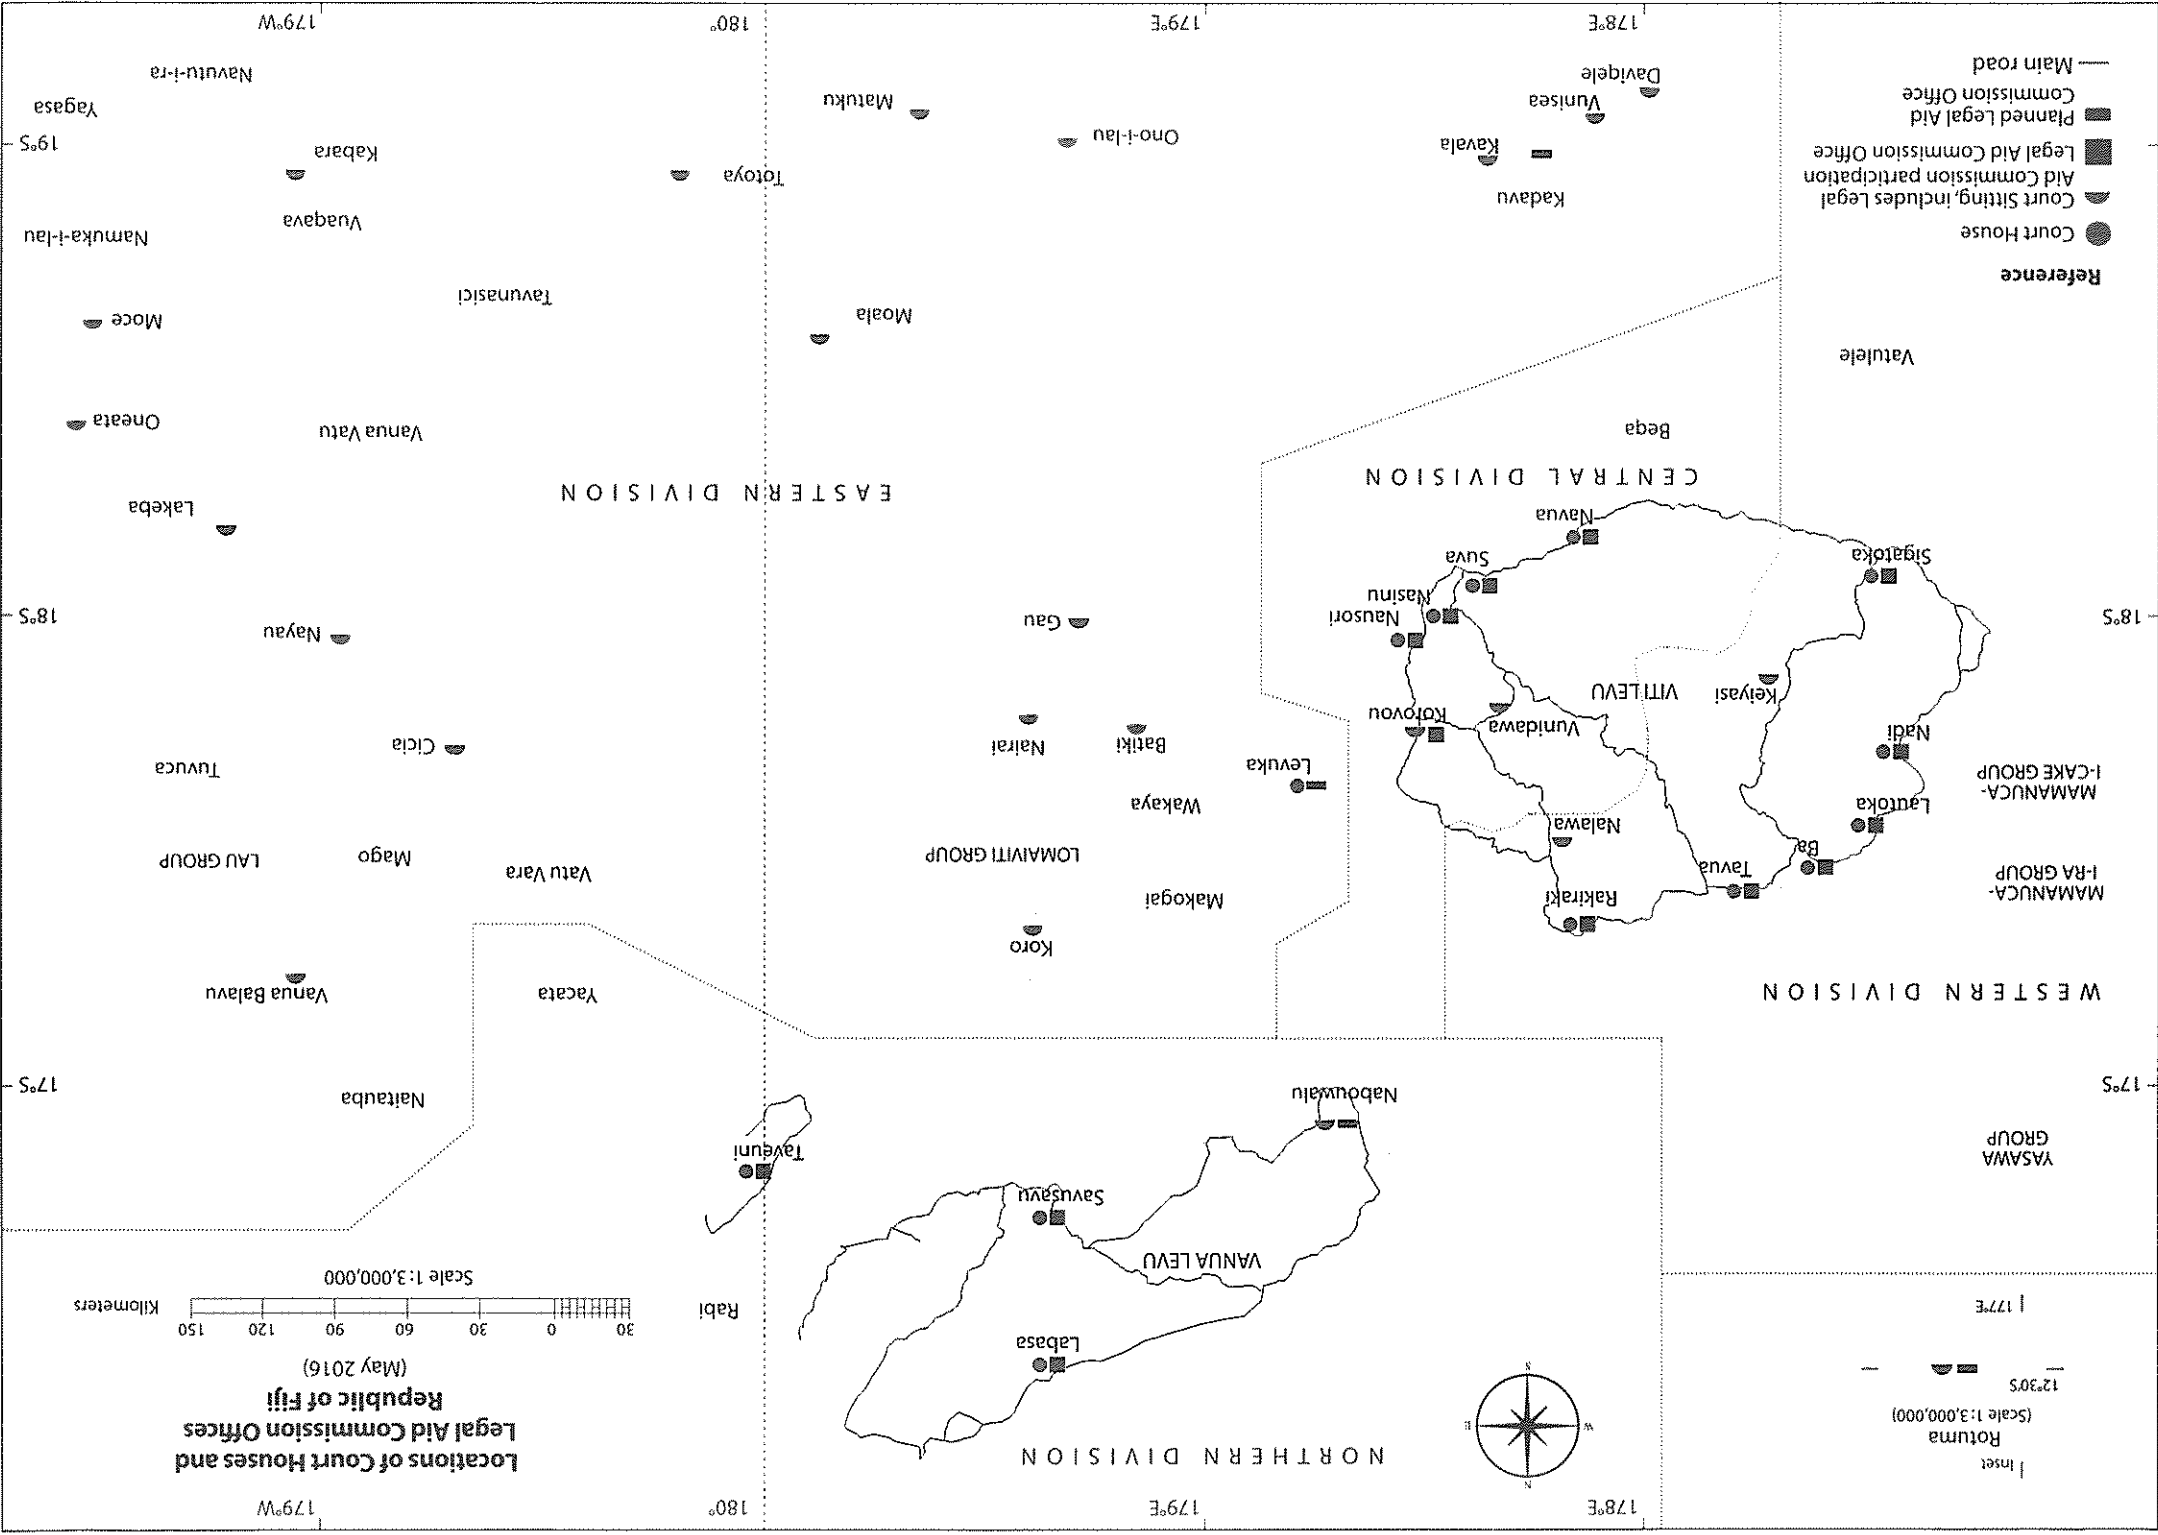 178°E
179°E
180°
179°W
Inset
Rotuma
(Scale 1:3,000,000)
12°30'S
177°E
N
W
E
N
NORTHERN DIVISION
Locations of Court Houses and
Legal Aid Commission Offices
Republic of Fiji
(May 2016)
30 0 30 60 90 120 150
Kilometers
Scale 1:3,000,000
Labasa
Rabi
VANUA LEVU
Savusavu
Taveuni
Nabouwalu
YASAWA
GROUP
17°S
17°S
Naitauba
WESTERN DIVISION
Yacata
Vanua Balavu
Koro
Rakiraki
Makogai
MAMANUCA-
I-RA GROUP
Tavua
Ba
Vatu Vara
Mago
LAU GROUP
LOMAIVITI GROUP
Nalawa
Lautoka
Wakaya
MAMANUCA-
I-CAKE GROUP
Levuka
Tuvuca
Cicia
Nadi
Batiki
Nairai
Vunidawa
Korovou
Keiyasi
VITI LEVU
Nayau
Gau
Nausori
Nasinu
18°S
18°S
Sigatoka
Suva
Navua
Lakeba
CENTRAL DIVISION
EASTERN DIVISION
Beqa
Vanua Vatu
Oneata
Vatulele
Moala
Moce
Tavunasici
Reference
Court House
Court Sitting, includes Legal
Aid Commission participation
Legal Aid Commission Office
Planned Legal Aid
Commission Office
Main road
Namuka-i-lau
Vuaqava
Kadavu
Totoya
Kabara
Kavala
Ono-i-lau
19°S
Vunisea
Matuku
Yagasa
Daviqele
Navutu-i-ra
178°E
179°E
180°
179°W